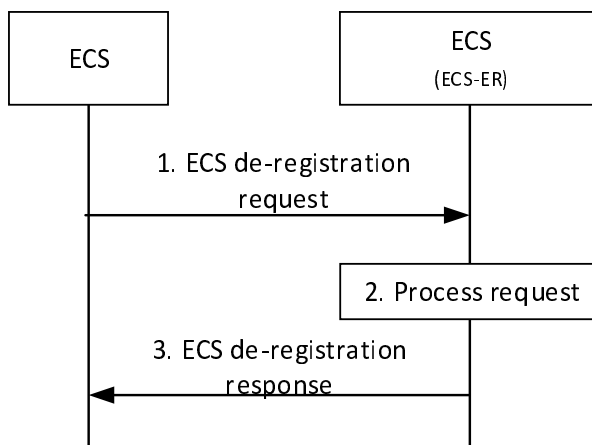 ECS
ECS
(ECS-ER)
1. ECS de-registration
request
2. Process request
3. ECS de-registration
response